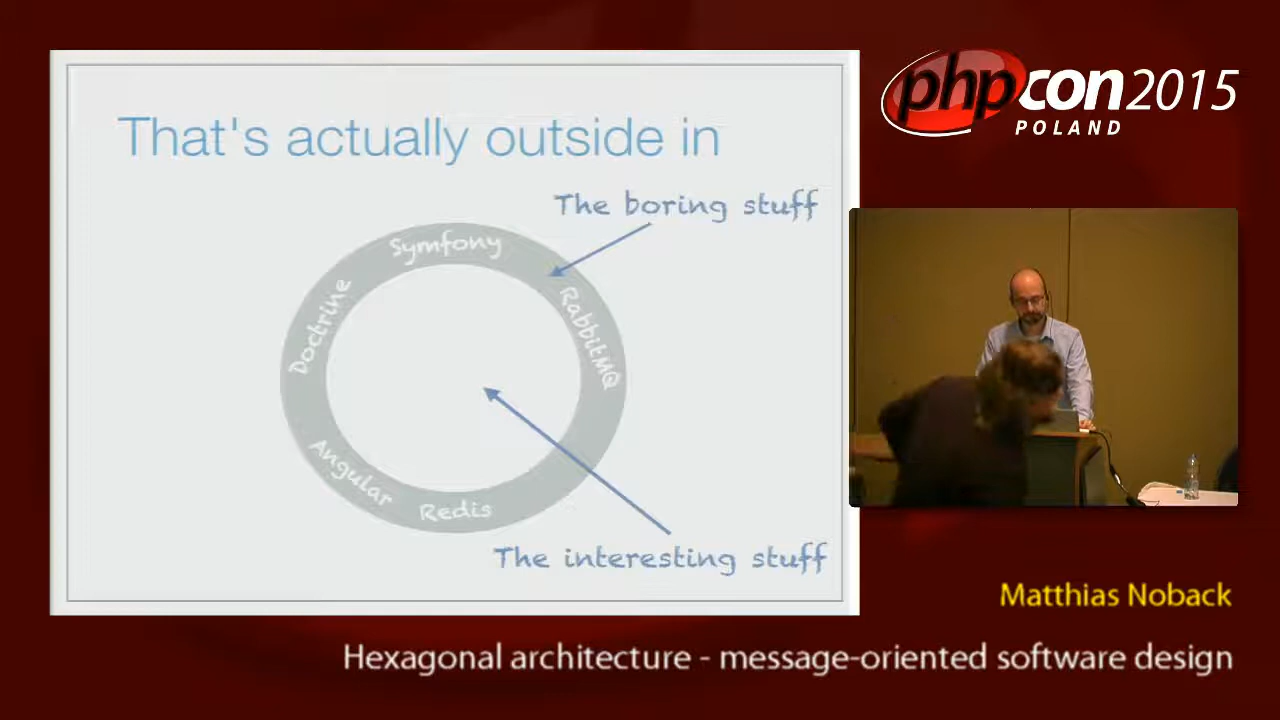 That's actually outside in
The boring stuff
Symfony
Doctrine
RabbitMQ
Angular
Redis
The interesting stuff
phpcon2015
POLAND
Matthias Noback
Hexagonal architecture - message-oriented software design